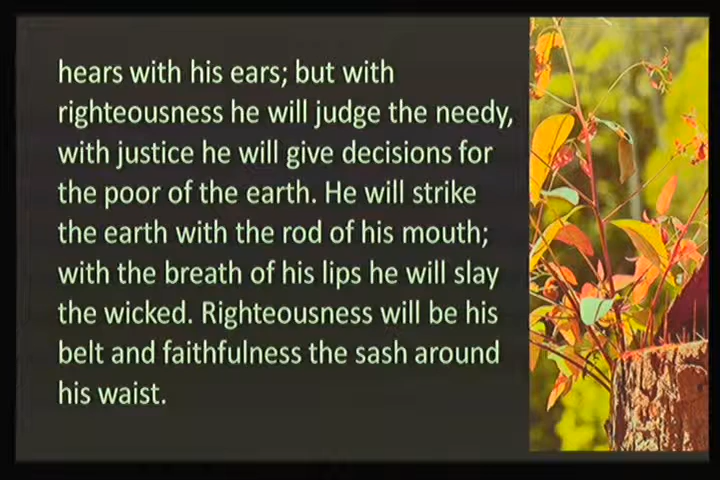 hears with his ears; but with
righteousness he will judge the needy,
with justice he will give decisions for
the poor of the earth. He will strike
the earth with the rod of his mouth;
with the breath of his lips he will slay
the wicked. Righteousness will be his
belt and faithfulness the sash around
his waist.